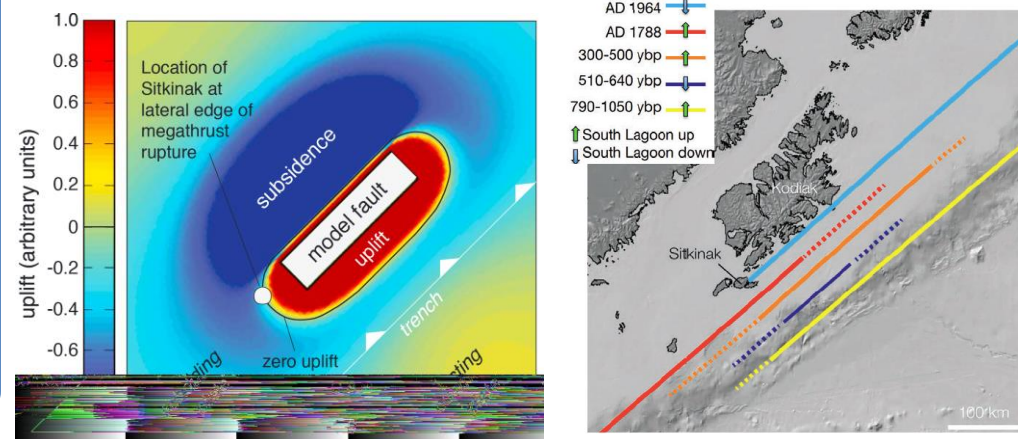 1.0
0.8
0.6
0.4
0.2
0
-0.2
-0.4
-0.6
uplift (arbitrary units)
Location of
Sitkinak at
lateral edge of
megathrust
rupture
subsidence
model fault
uplift
trench
zero uplift
AD 1964
AD 1788
300-500 ybp
510-640 ybp
790-1050 ybp
South Lagoon up
South Lagoon down
Kodiak
Sitkinak
100 km